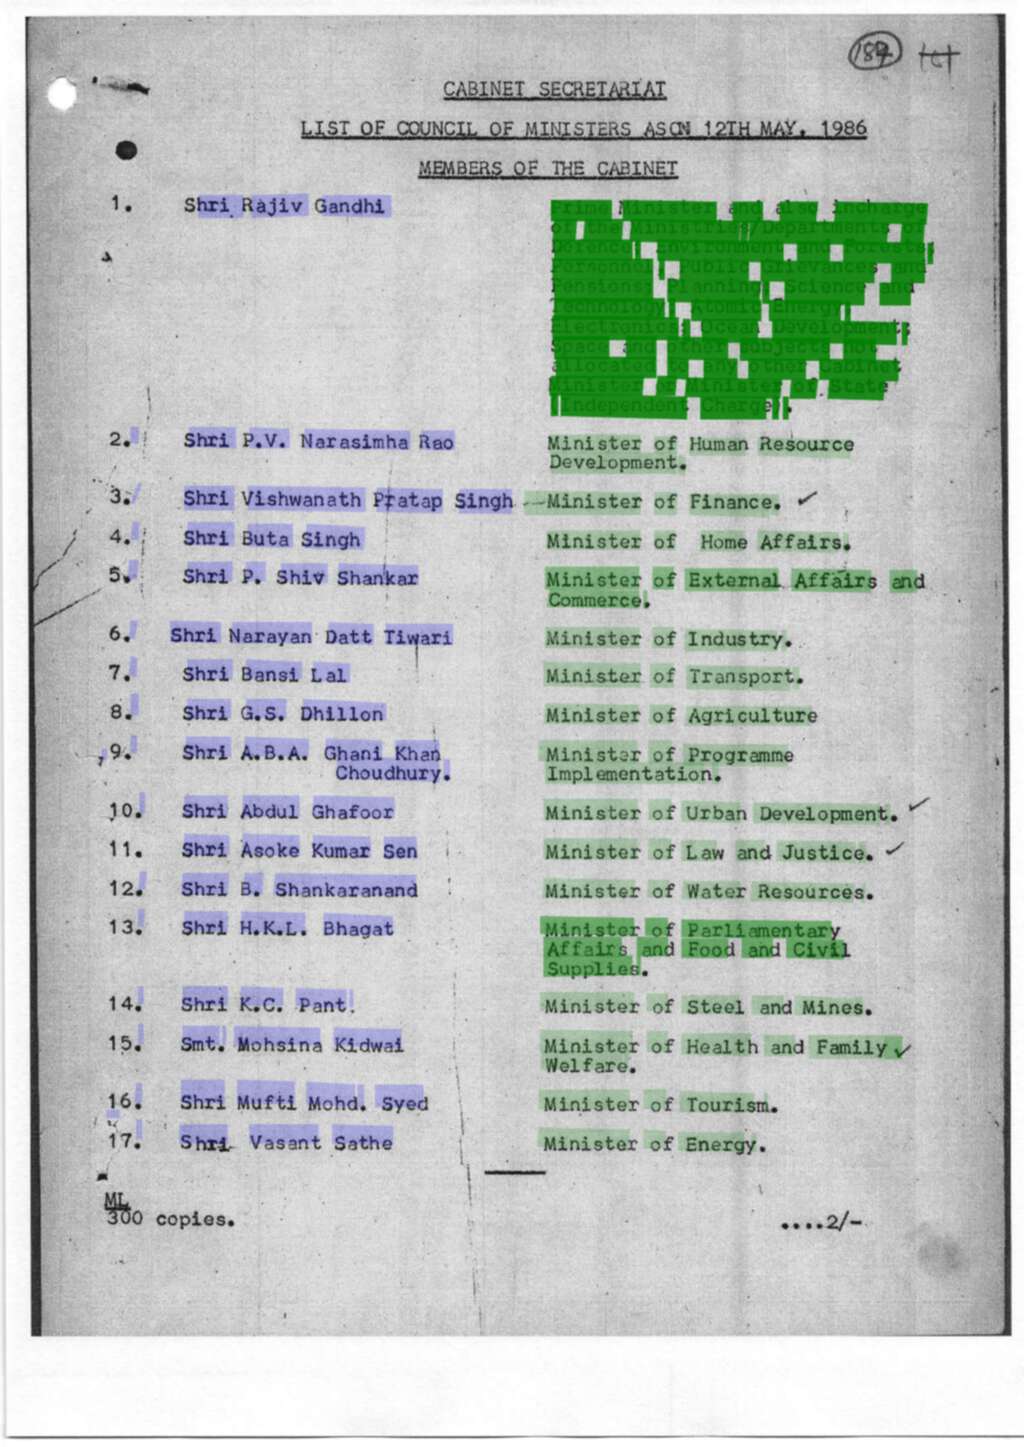 184
CABINET SECRETARIAT
LIST OF COUNCIL OF MINISTERS ASON 12TH MAY, 1986
MEMBERS OF THE CABINET
1. Shri Rajiv Gandhi Prime Minister and also incharge
of the Ministries/Departments of
Defence, Environment and Forests,
Personnel, Public Grievances and
Pensions, Planning, Science and
Technology, Atomic Energy,
Electronics, Ocean Development,
Space and other subjects not
allocated to any other Cabinet
Minister or Minister of State
(Independent Charge).
2. Shri P.V. Narasimha Rao Minister of Human Resource
Development.
3. Shri Vishwanath Pratap Singh Minister of Finance. ✓
4. Shri Buta Singh Minister of Home Affairs.
5. Shri P. Shiv Shankar Minister of External Affairs and
Commerce.
6. Shri Narayan Datt Tiwari Minister of Industry.
7. Shri Bansi Lal Minister of Transport.
8. Shri G.S. Dhillon Minister of Agriculture
9. Shri A.B.A. Ghani Khan Minister of Programme
Choudhury. Implementation.
10. Shri Abdul Ghafoor Minister of Urban Development. ✓
11. Shri Asoke Kumar Sen Minister of Law and Justice. ✓
12. Shri B. Shankaranand Minister of Water Resources.
13. Shri H.K.L. Bhagat Minister of Parliamentary
Affairs and Food and Civil
Supplies.
14. Shri K.C. Pant. Minister of Steel and Mines.
15. Smt. Mohsina Kidwai Minister of Health and Family ✓
Welfare.
16. Shri Mufti Mohd. Syed Minister of Tourism.
17. Shri Vasant Sathe Minister of Energy.
ML
300 copies. ....2/-